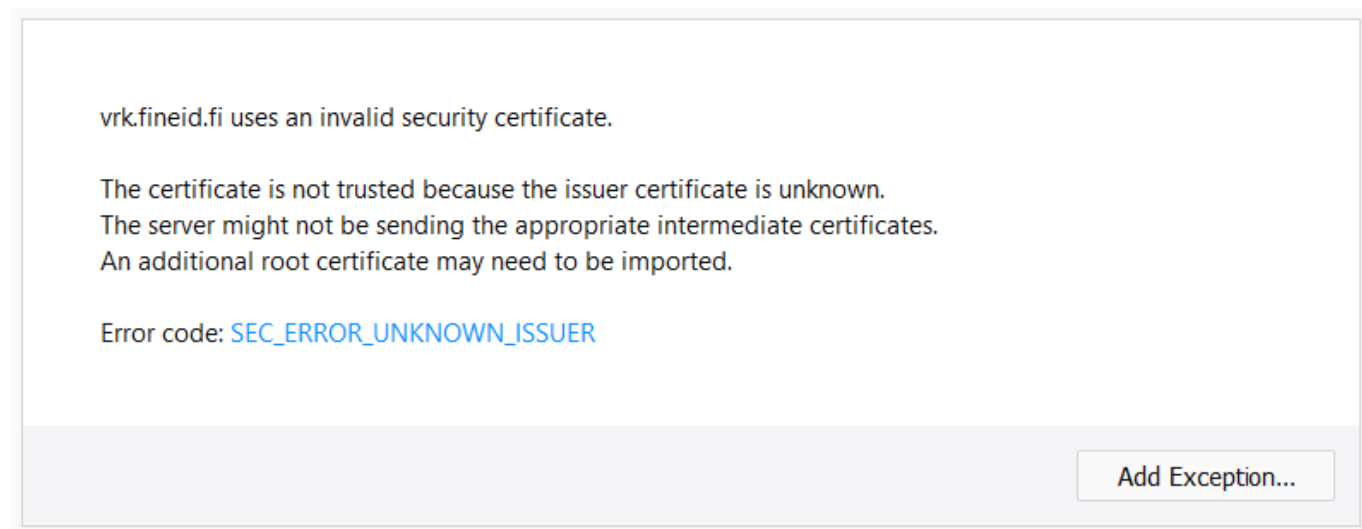 vrk.fineid.fi uses an invalid security certificate.
The certificate is not trusted because the issuer certificate is unknown.
The server might not be sending the appropriate intermediate certificates.
An additional root certificate may need to be imported.
Error code: SEC_ERROR_UNKNOWN_ISSUER
Add Exception...